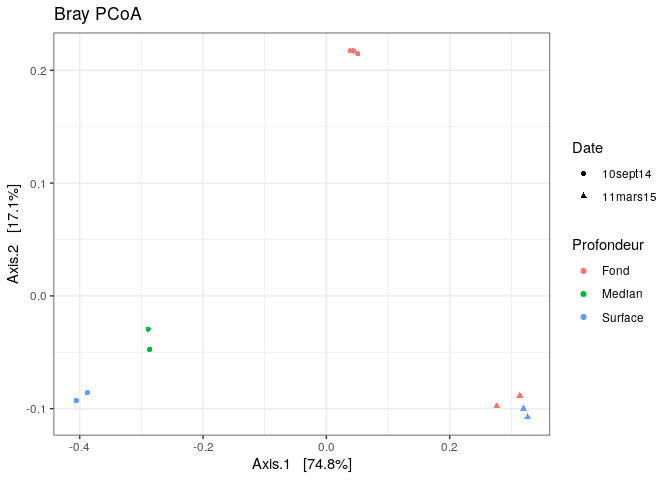 Bray PCoA
0.2
0.1
0.0
-0.1
Axis.2 [17.1%]
-0.4
-0.2
0.0
0.2
Axis.1 [74.8%]
Date
10sept14
11mars15
Profondeur
Fond
Median
Surface